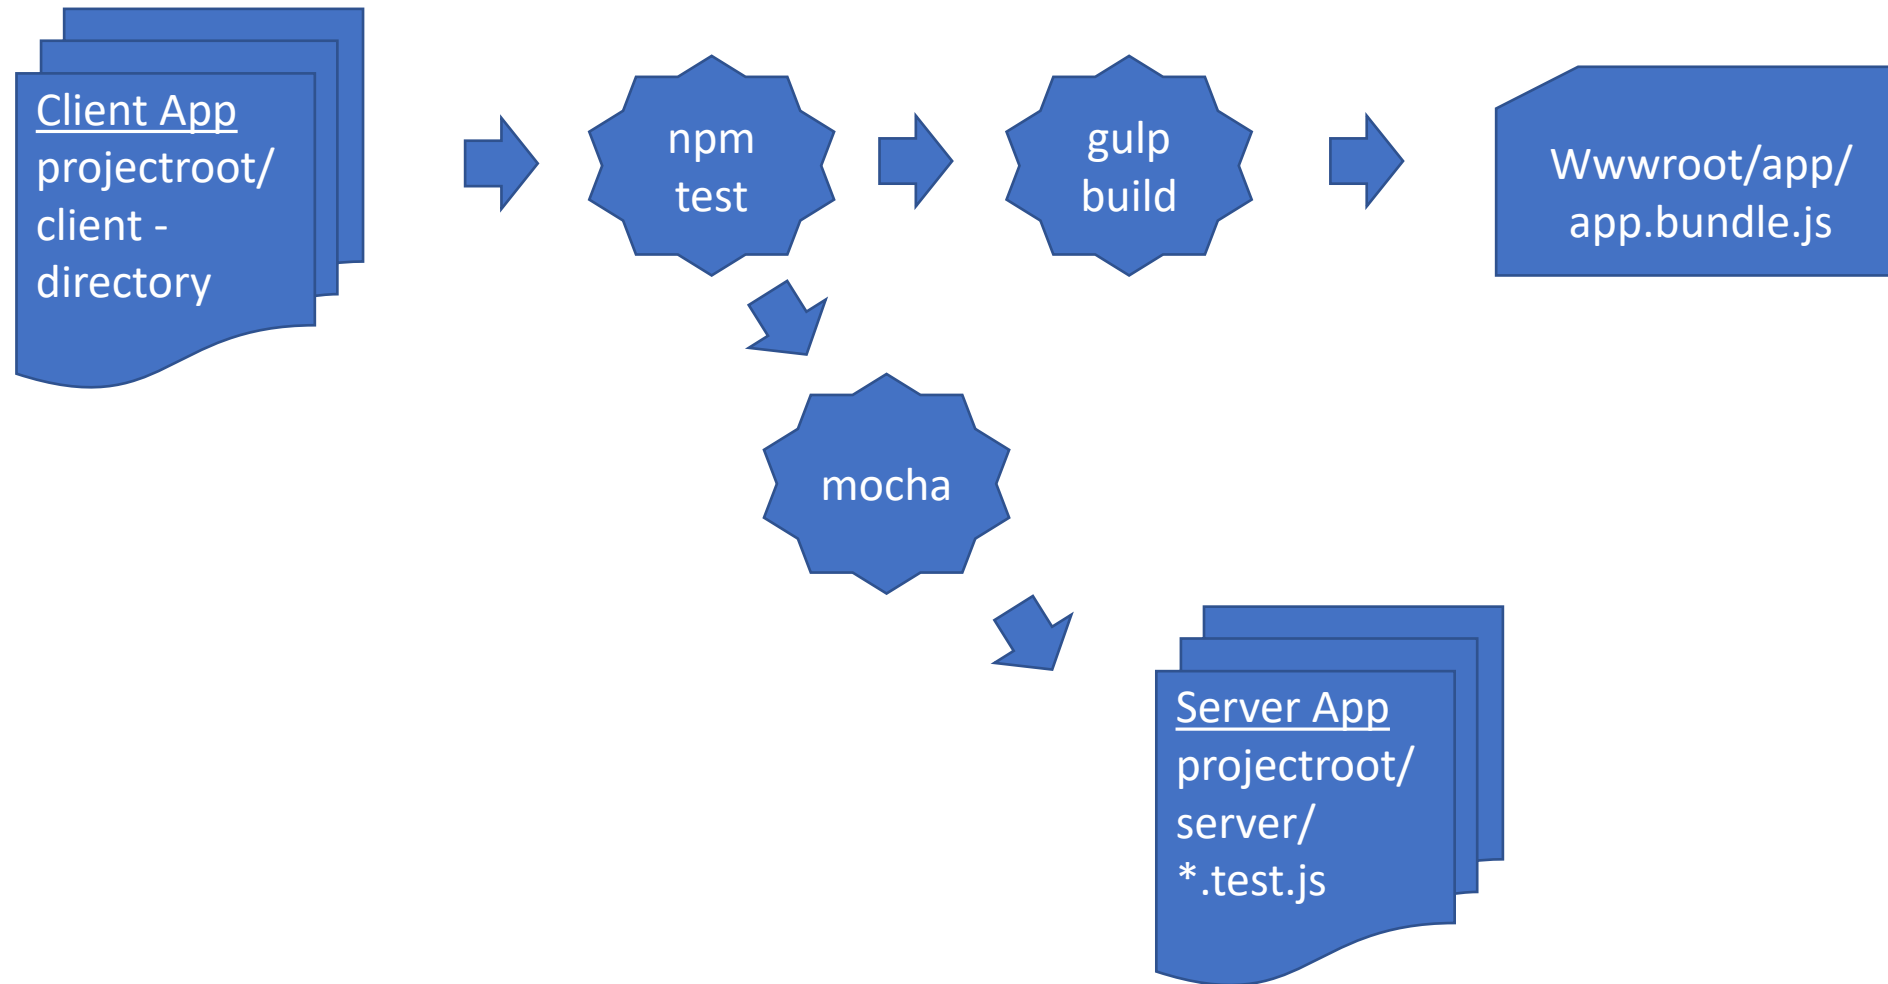 Client App
projectroot/
client -
directory
npm
test
gulp
build
Wwwroot/app/
app.bundle.js
mocha
Server App
projectroot/
server/
*.test.js